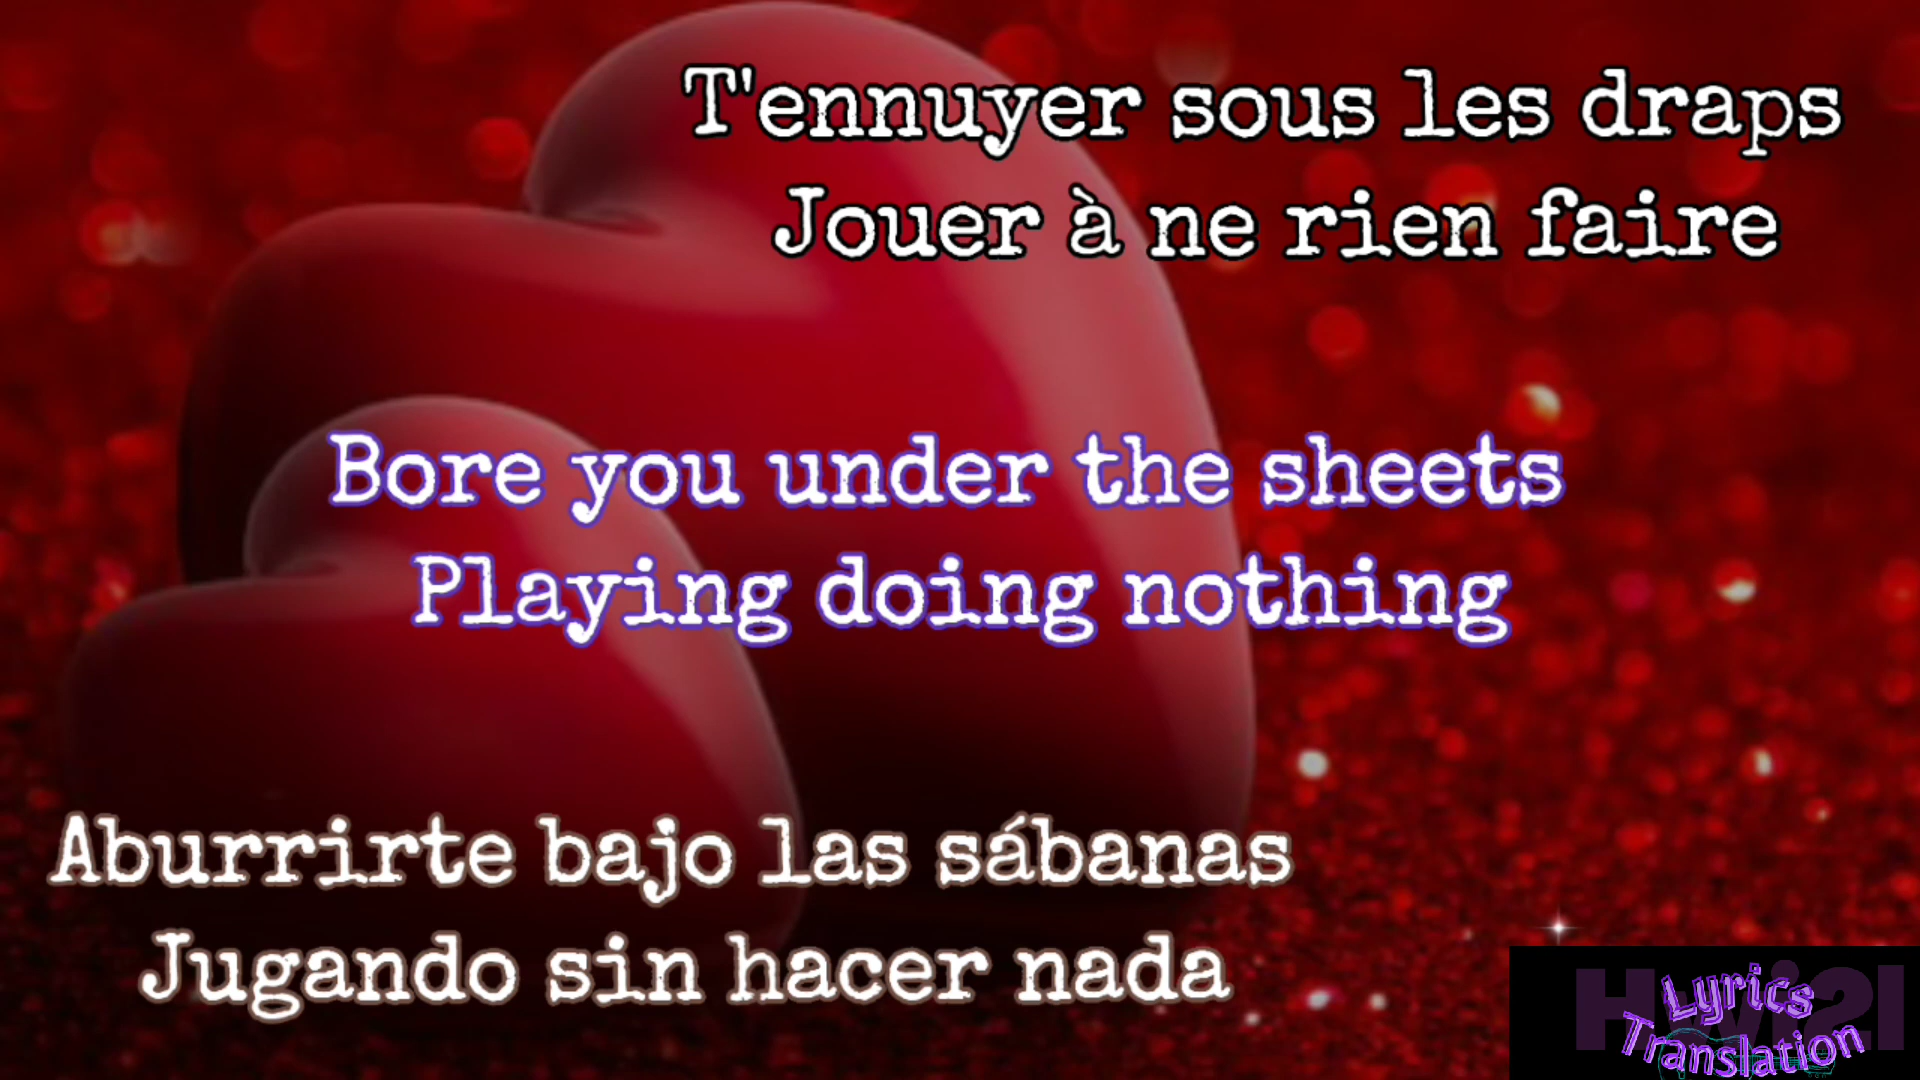 T'ennuyer sous les draps
Jouer à ne rien faire
Bore you under the sheets
Playing doing nothing
Aburrirte bajo las sábanas
Jugando sin hacer nada
Lyrics
Translation